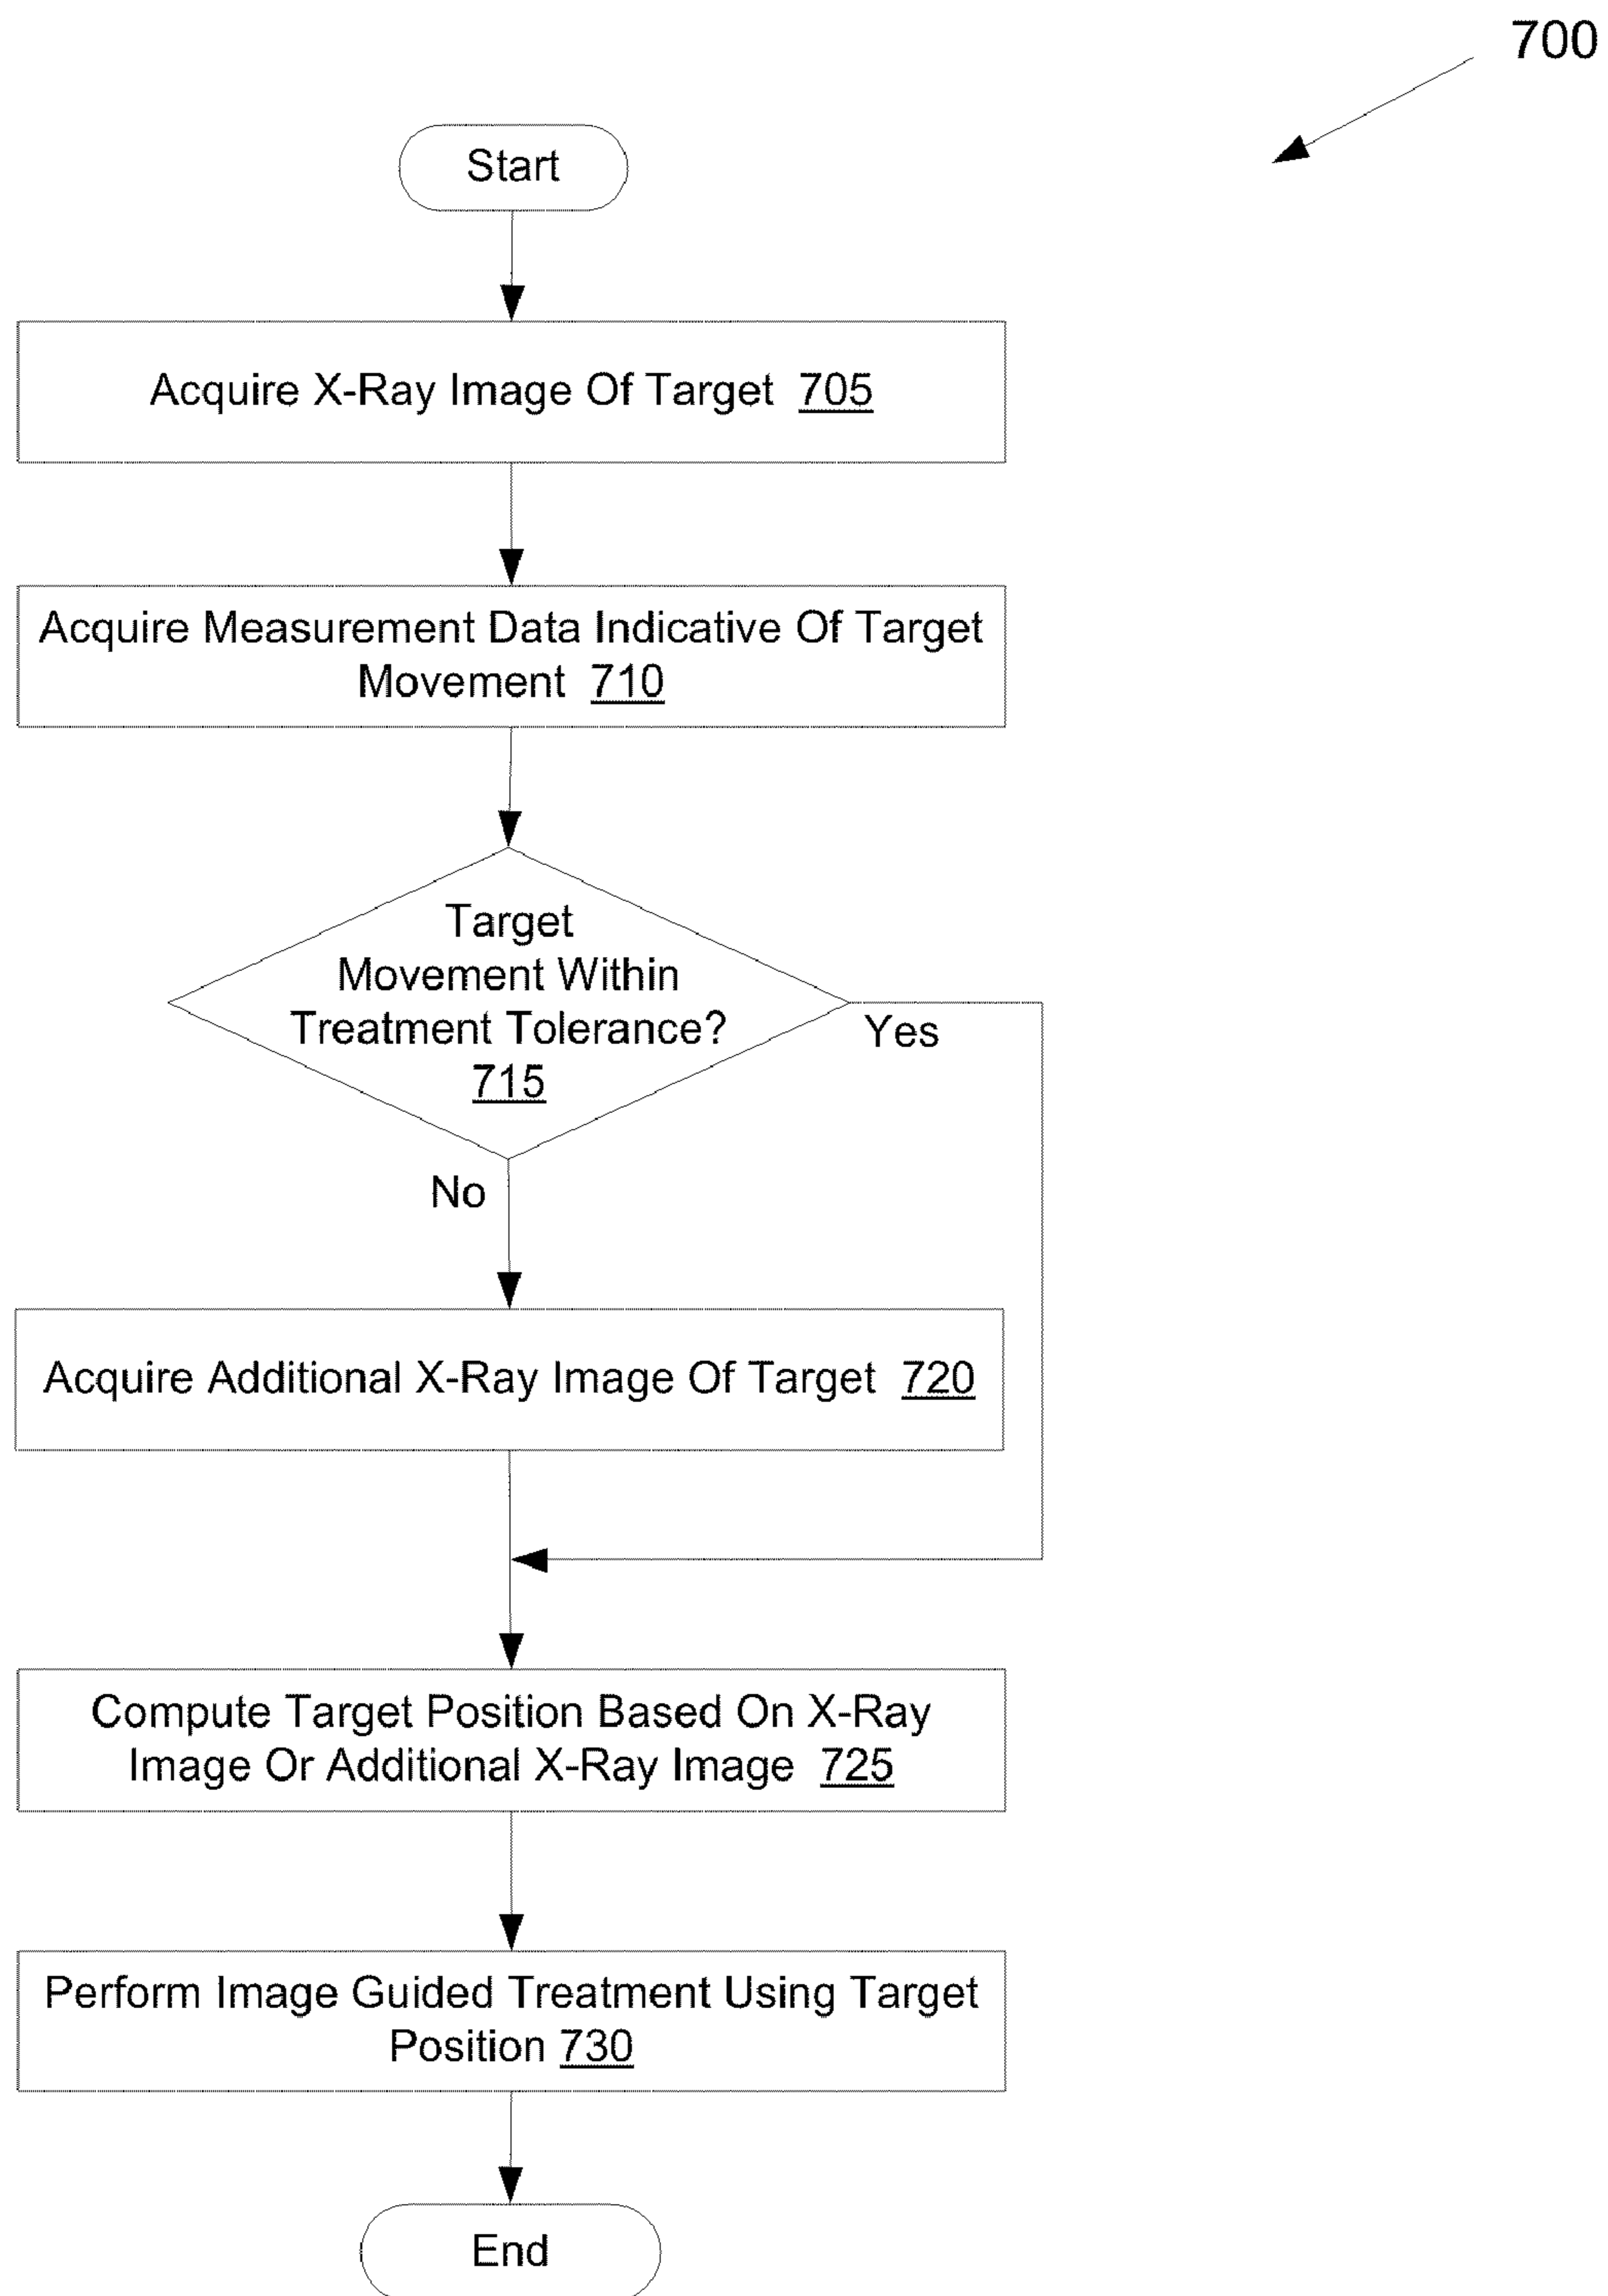 700
Start
Acquire X-Ray Image Of Target 705
Acquire Measurement Data Indicative Of Target
Movement 710
Target
Movement Within
Treatment Tolerance?
715
Yes
No
Acquire Additional X-Ray Image Of Target 720
Compute Target Position Based On X-Ray
Image Or Additional X-Ray Image 725
Perform Image Guided Treatment Using Target
Position 730
End